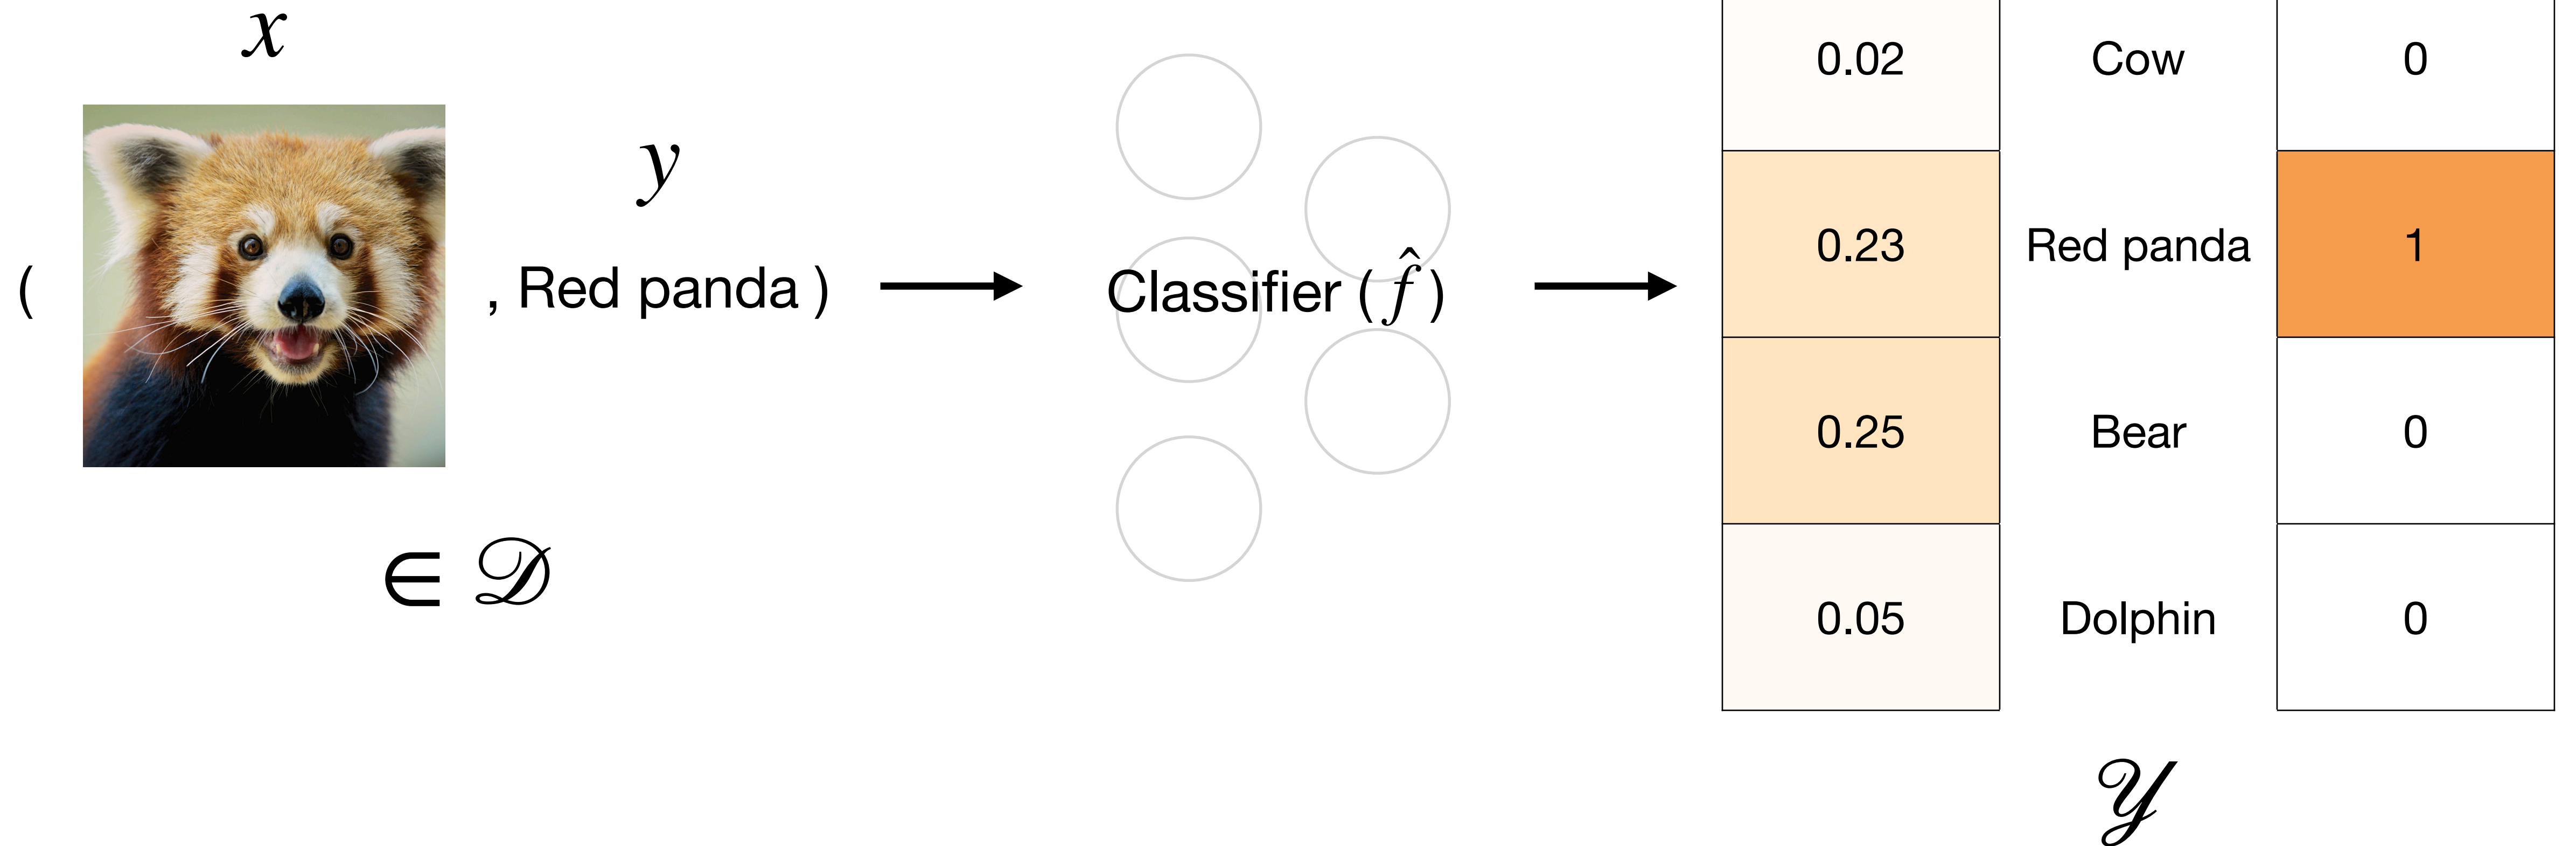 x
y
( , Red panda )
∈ 𝒟
Classifier ( f̂ )
0.02 Cow 0
0.23 Red panda 1
0.25 Bear 0
0.05 Dolphin 0
𝒴